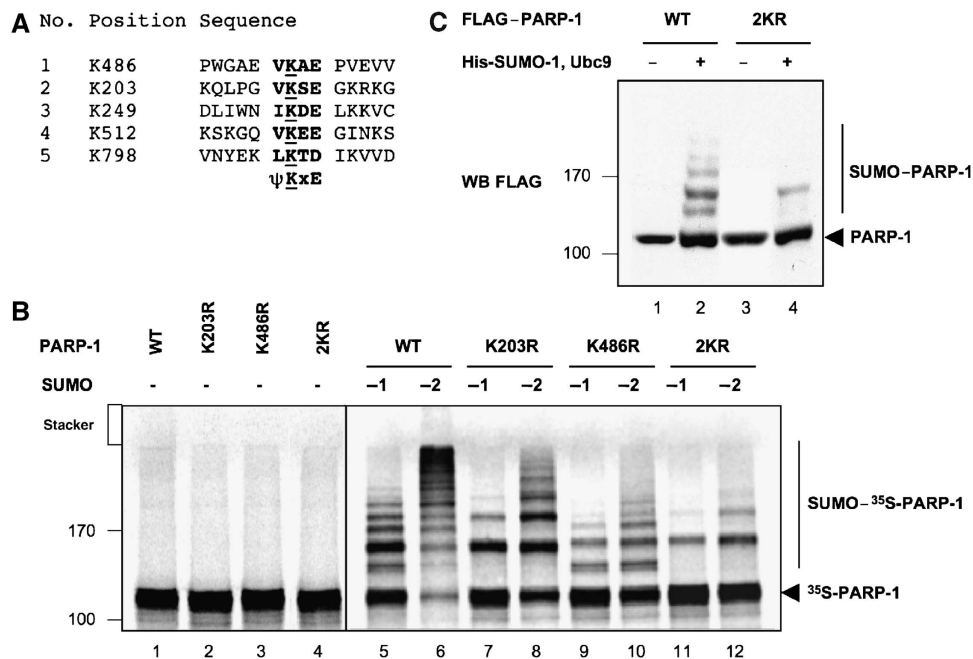 A
No. Position Sequence
1 K486 PWGAE VKAE PVEVV
2 K203 KQLPG VKSE GKRKG
3 K249 DLIWN IKDE LKKVC
4 K512 KSKGQ VKEE GINKS
5 K798 VNYEK LKTD IKVVD
ψKxE
C
FLAG–PARP-1 WT 2KR
His-SUMO-1, Ubc9 – + – +
WB FLAG
170
100
SUMO–PARP-1
PARP-1
1 2 3 4
B
PARP-1 WT K203R K486R 2KR WT K203R K486R 2KR
SUMO - - - - –1 –2 –1 –2 –1 –2 –1 –2
Stacker
170
100
SUMO–³⁵S-PARP-1
³⁵S-PARP-1
1 2 3 4 5 6 7 8 9 10 11 12